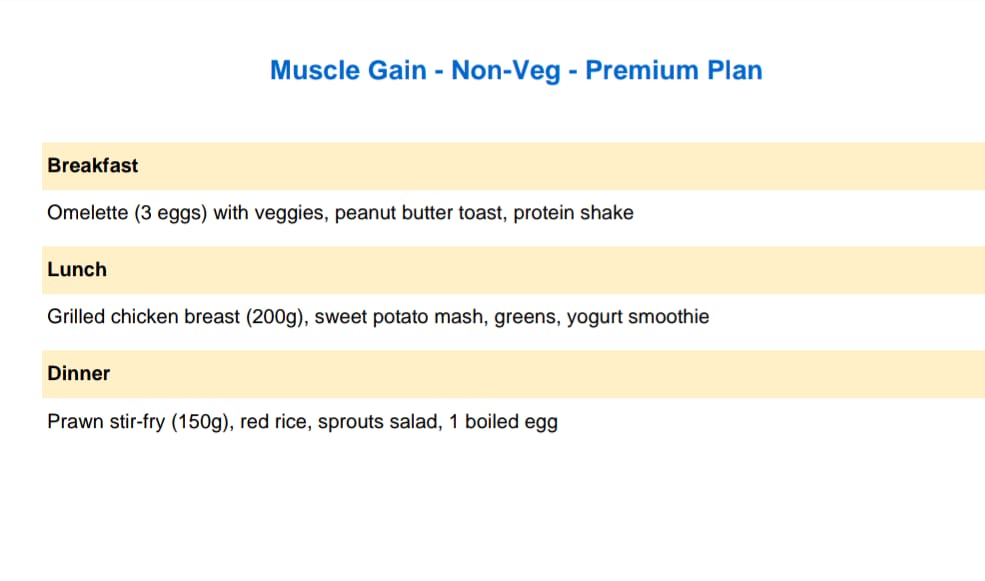 Muscle Gain - Non-Veg - Premium Plan
Breakfast
Omelette (3 eggs) with veggies, peanut butter toast, protein shake
Lunch
Grilled chicken breast (200g), sweet potato mash, greens, yogurt smoothie
Dinner
Prawn stir-fry (150g), red rice, sprouts salad, 1 boiled egg